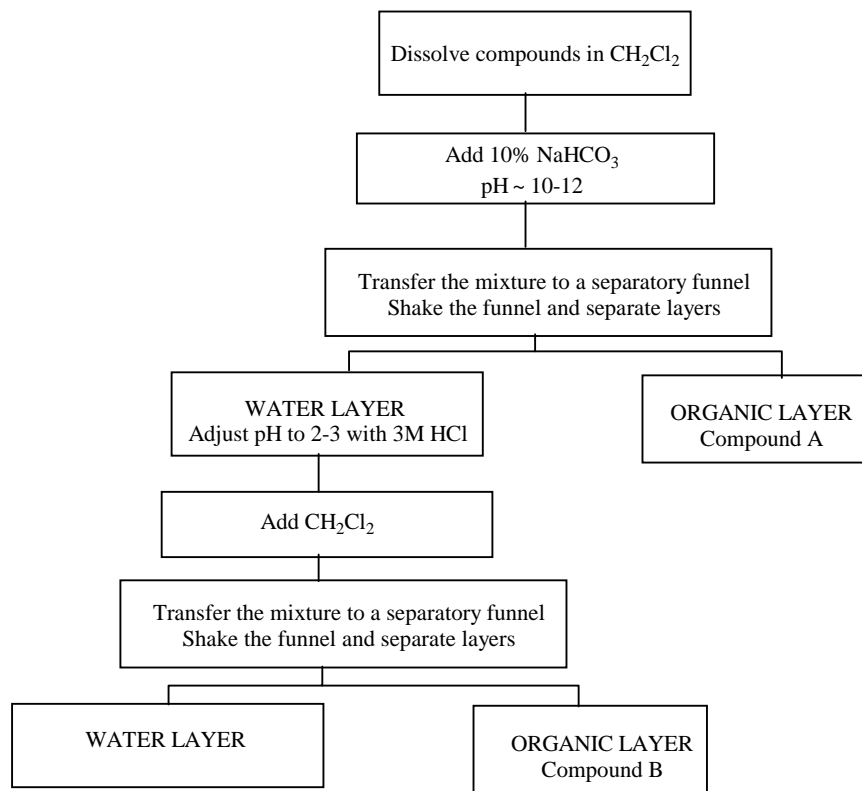 Dissolve compounds in CH₂Cl₂
Add 10% NaHCO₃
pH ~ 10-12
Transfer the mixture to a separatory funnel
Shake the funnel and separate layers
WATER LAYER
Adjust pH to 2-3 with 3M HCl
ORGANIC LAYER
Compound A
Add CH₂Cl₂
Transfer the mixture to a separatory funnel
Shake the funnel and separate layers
WATER LAYER
ORGANIC LAYER
Compound B